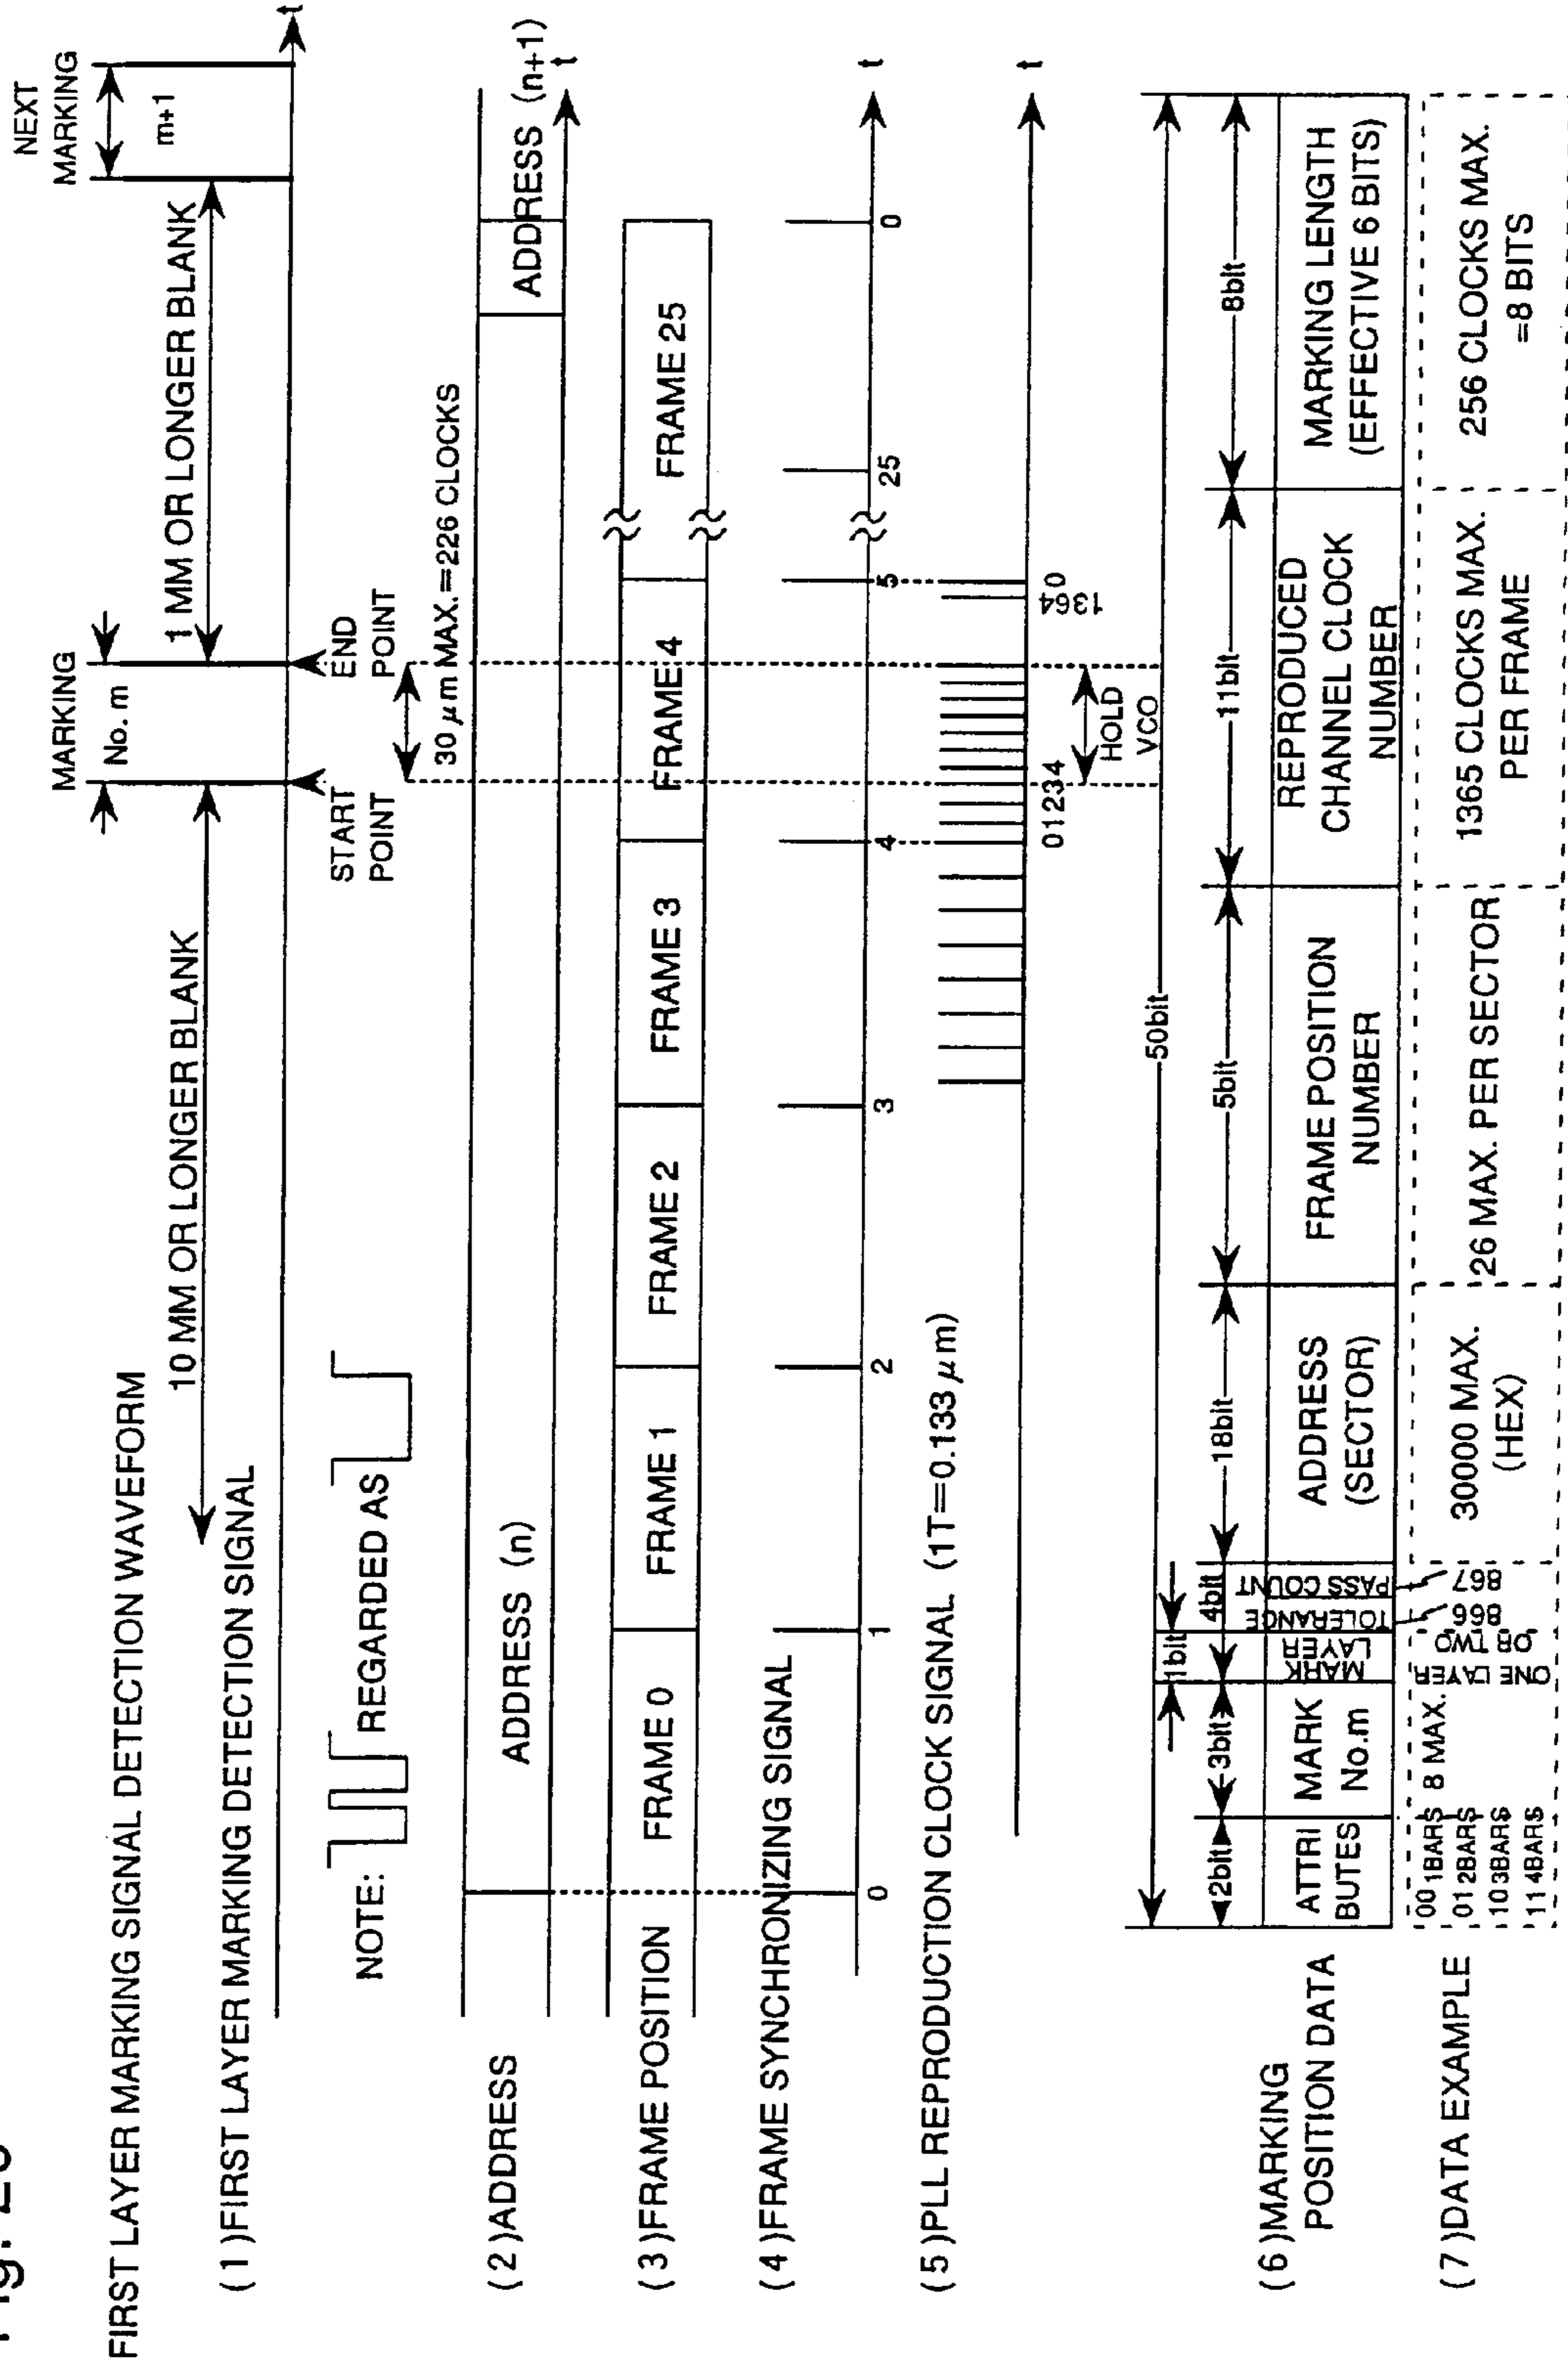 FIRST LAYER MARKING SIGNAL DETECTION WAVEFORM
MARKING
No. m
NEXT
MARKING
m+1
10 MM OR LONGER BLANK
1 MM OR LONGER BLANK
(1)FIRST LAYER MARKING DETECTION SIGNAL
t
START
POINT
END
POINT
NOTE:
REGARDED AS
30 μm MAX.=226 CLOCKS
(2)ADDRESS
ADDRESS (n)
ADDRESS (n+1)
t
(3)FRAME POSITION
FRAME 0
FRAME 1
FRAME 2
FRAME 3
FRAME 4
FRAME 25
(4)FRAME SYNCHRONIZING SIGNAL
0
1
2
3
4
5
25
0
t
(5)PLL REPRODUCTION CLOCK SIGNAL (1T=0.133 μm)
t
01234
1364
0
HOLD
VCO
50bit
1bit
2bit
3bit
4bit
18bit
5bit
11bit
8bit
(6)MARKING
POSITION DATA
ATTRI
BUTES
MARK
No.m
MARK
LAYER
TOLERANCE
PASS COUNT
ADDRESS
(SECTOR)
FRAME POSITION
NUMBER
REPRODUCED
CHANNEL CLOCK
NUMBER
MARKING LENGTH
(EFFECTIVE 6 BITS)
(7)DATA EXAMPLE
00 1BARS
01 2BARS
10 3BARS
11 4BARS
8 MAX.
ONE LAYER
OR TWO
866
867
30000 MAX.
(HEX)
26 MAX. PER SECTOR
1365 CLOCKS MAX.
PER FRAME
256 CLOCKS MAX.
=8 BITS